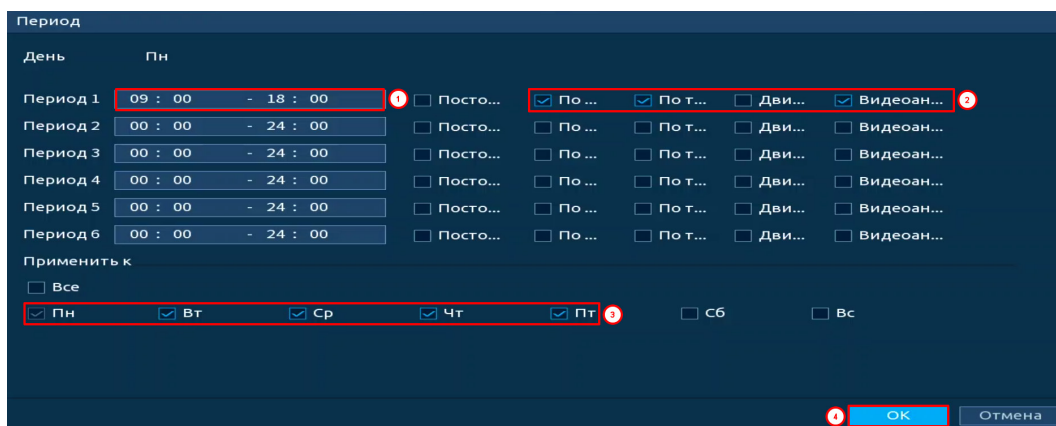 Период
День Пн
Период 1 09 : 00 - 18 : 00 1 Посто... По ... По т... Дви... Видеоан... 2
Период 2 00 : 00 - 24 : 00 Посто... По ... По т... Дви... Видеоан...
Период 3 00 : 00 - 24 : 00 Посто... По ... По т... Дви... Видеоан...
Период 4 00 : 00 - 24 : 00 Посто... По ... По т... Дви... Видеоан...
Период 5 00 : 00 - 24 : 00 Посто... По ... По т... Дви... Видеоан...
Период 6 00 : 00 - 24 : 00 Посто... По ... По т... Дви... Видеоан...
Применить к
Все
Пн Вт Ср Чт Пт 3 Сб Вс
4 OK Отмена